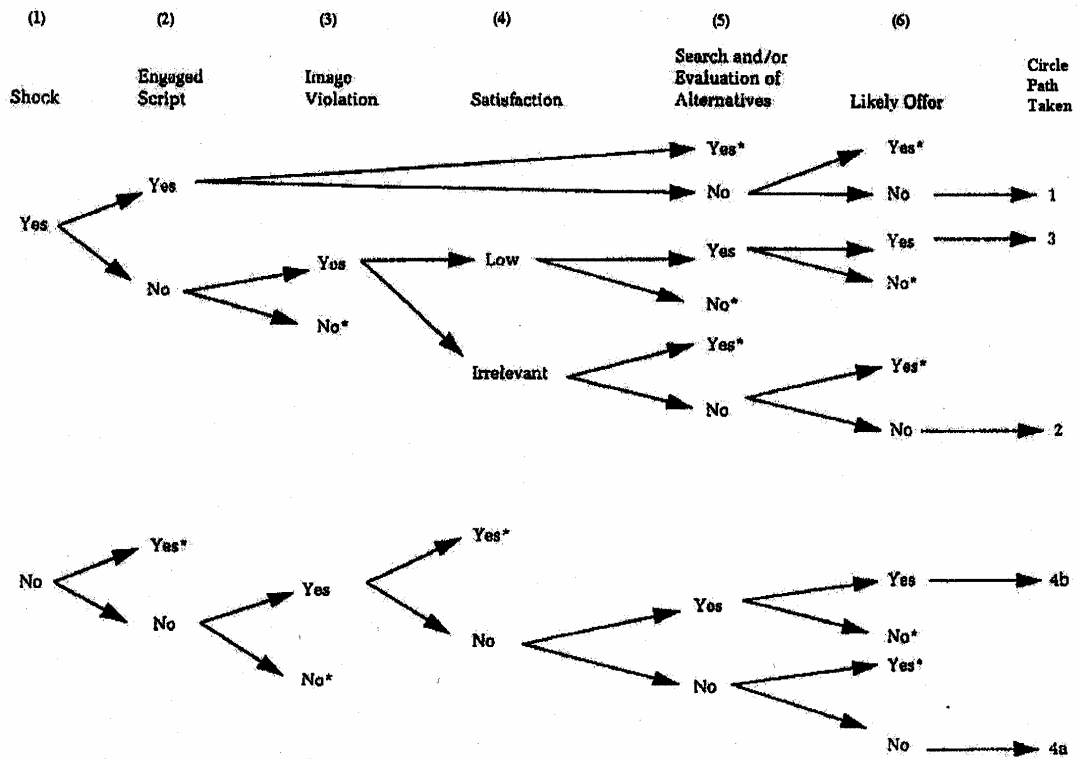 (1) (2) (3) (4) (5) (6)
Shock
Engaged
Script
Image
Violation
Satisfaction
Search and/or
Evaluation of
Alternatives
Likely Offor
Circle
Path
Taken
Yes* Yes*
Yes No No 1
Yes
Yes Low Yes Yes 3
No No* No*
No*
Yes*
Irrelevant Yes*
No
No 2
Yes* Yes*
No Yes Yes 4b
No No Yes No*
No* No Yes*
No 4a